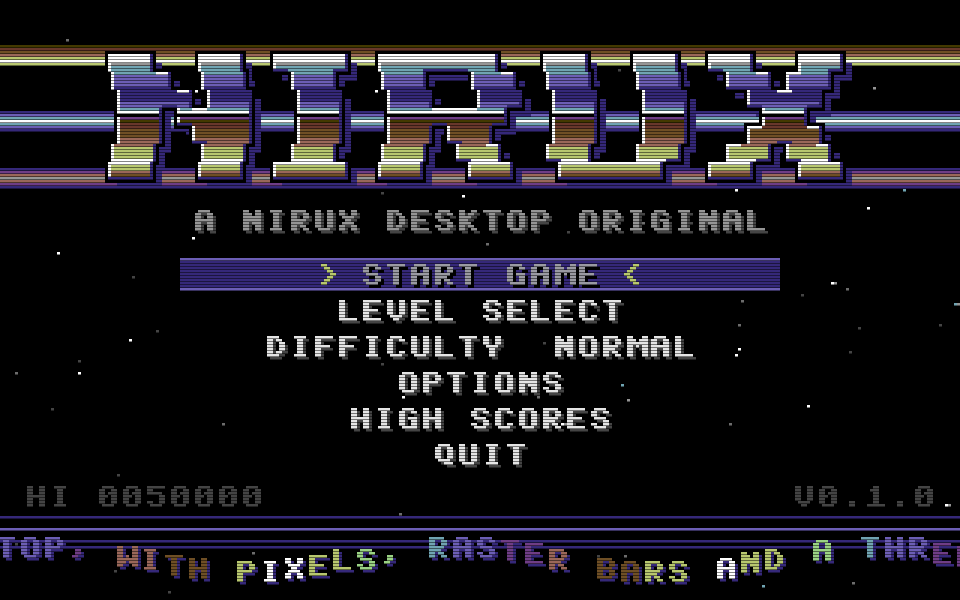 NIRUX
A NIRUX DESKTOP ORIGINAL
> START GAME <
LEVEL SELECT
DIFFICULTY NORMAL
OPTIONS
HIGH SCORES
QUIT
HI 0050000
V0.1.0
TOP, WITH PIXELS, RASTER BARS AND A THREE